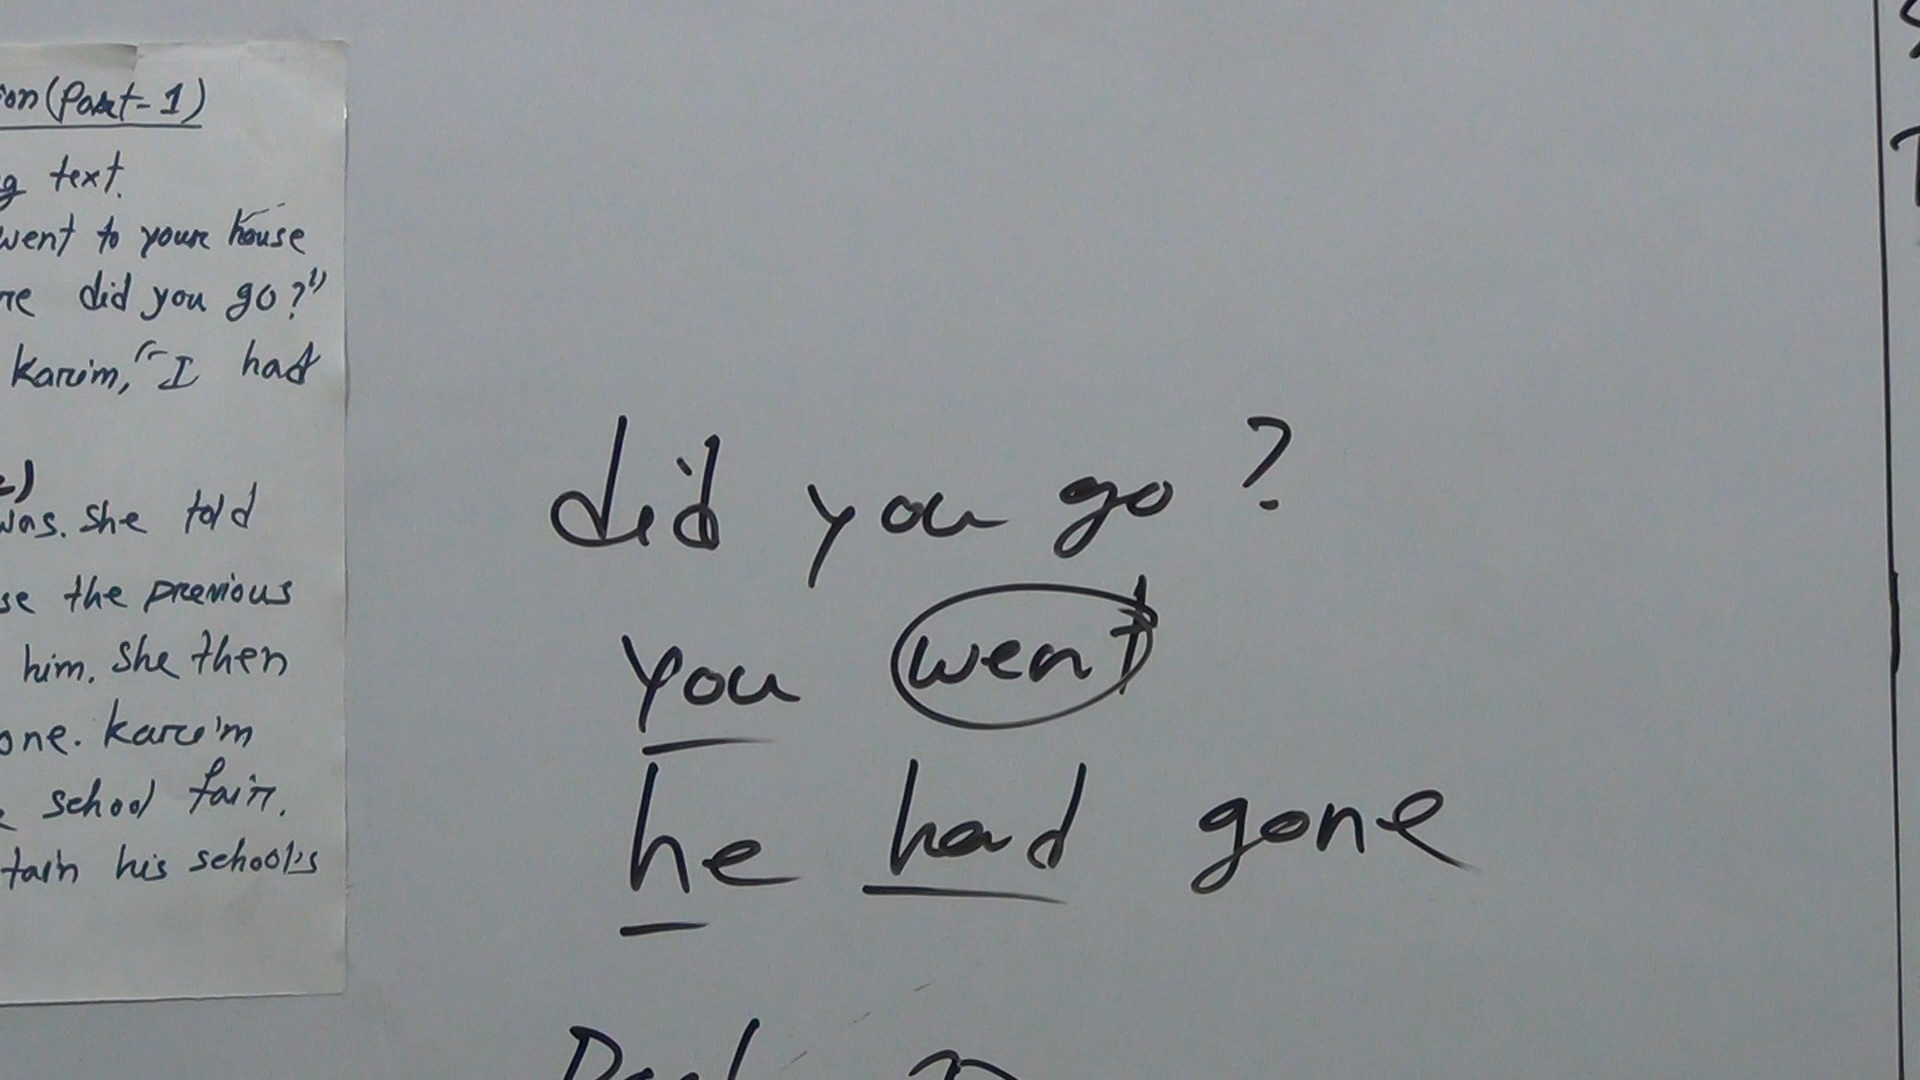 ion (Part-1)
g text.
went to your house
re did you go?"
Karim, "I had
was. She told
se the previous
him. She then
one. Karim
school fair.
tain his school's
did you go?
you went
he had gone